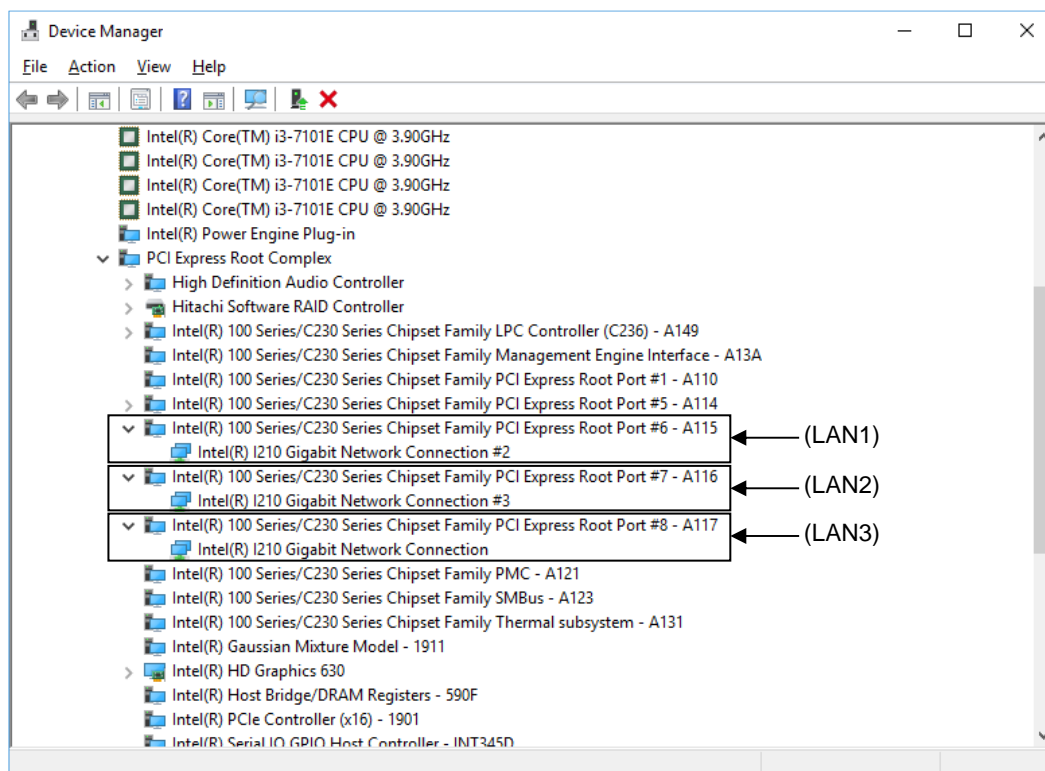 Device Manager
File Action View Help
Intel(R) Core(TM) i3-7101E CPU @ 3.90GHz
Intel(R) Core(TM) i3-7101E CPU @ 3.90GHz
Intel(R) Core(TM) i3-7101E CPU @ 3.90GHz
Intel(R) Core(TM) i3-7101E CPU @ 3.90GHz
Intel(R) Power Engine Plug-in
PCI Express Root Complex
High Definition Audio Controller
Hitachi Software RAID Controller
Intel(R) 100 Series/C230 Series Chipset Family LPC Controller (C236) - A149
Intel(R) 100 Series/C230 Series Chipset Family Management Engine Interface - A13A
Intel(R) 100 Series/C230 Series Chipset Family PCI Express Root Port #1 - A110
Intel(R) 100 Series/C230 Series Chipset Family PCI Express Root Port #5 - A114
Intel(R) 100 Series/C230 Series Chipset Family PCI Express Root Port #6 - A115 (LAN1)
Intel(R) I210 Gigabit Network Connection #2
Intel(R) 100 Series/C230 Series Chipset Family PCI Express Root Port #7 - A116 (LAN2)
Intel(R) I210 Gigabit Network Connection #3
Intel(R) 100 Series/C230 Series Chipset Family PCI Express Root Port #8 - A117 (LAN3)
Intel(R) I210 Gigabit Network Connection
Intel(R) 100 Series/C230 Series Chipset Family PMC - A121
Intel(R) 100 Series/C230 Series Chipset Family SMBus - A123
Intel(R) 100 Series/C230 Series Chipset Family Thermal subsystem - A131
Intel(R) Gaussian Mixture Model - 1911
Intel(R) HD Graphics 630
Intel(R) Host Bridge/DRAM Registers - 590F
Intel(R) PCIe Controller (x16) - 1901
Intel(R) Serial IO GPIO Host Controller - INT345D